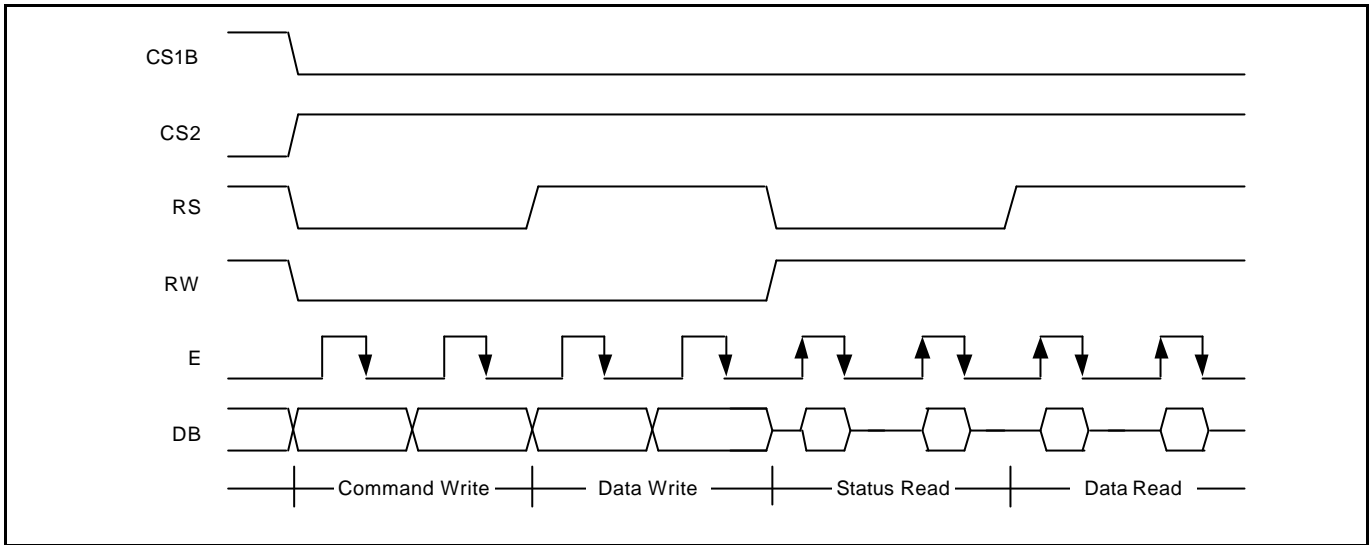 CS1B
CS2
RS
RW
E
DB
Command Write Data Write Status Read Data Read